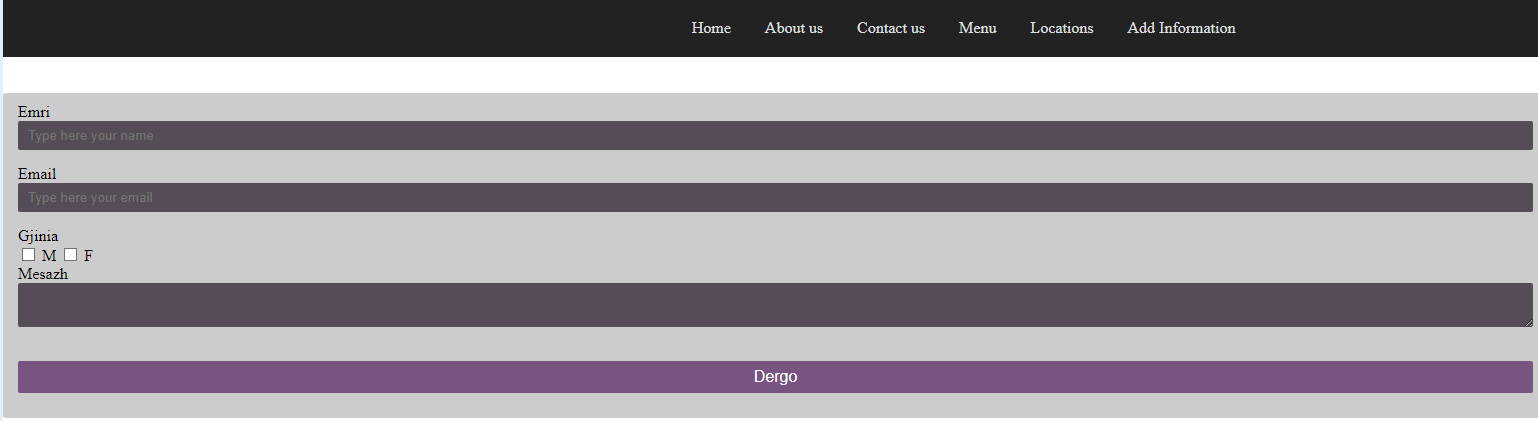 Home About us Contact us Menu Locations Add Information
Emri
Type here your name
Email
Type here your email
Gjinia
M F
Mesazh
Dergo